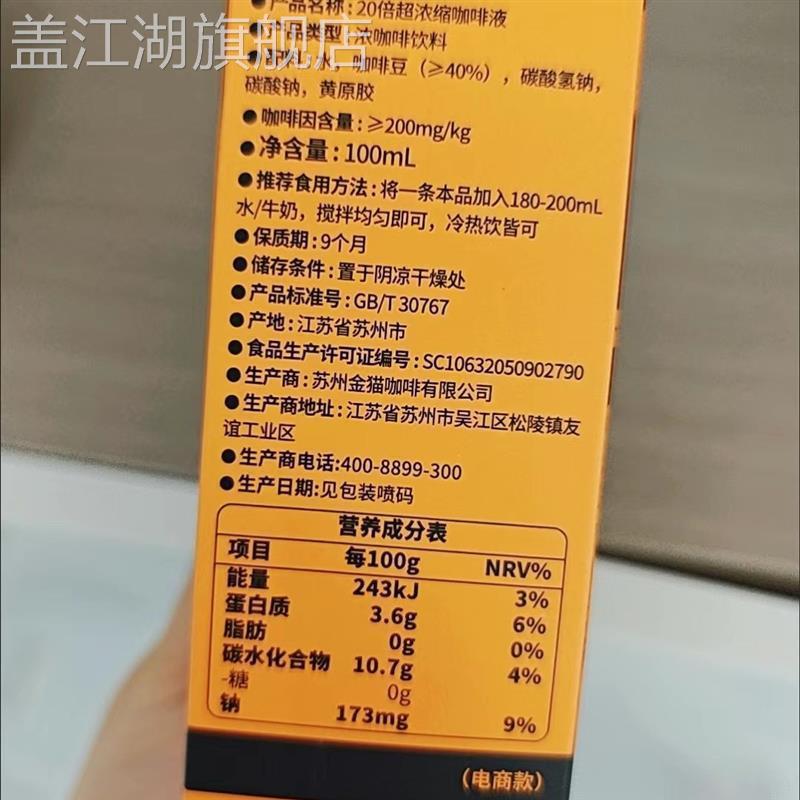 盖江湖旗舰店
●产品名称:20倍超浓缩咖啡液
产品类型:浓咖啡饮料
水,咖啡豆(≥40%),碳酸氢钠,
碳酸钠,黄原胶
●咖啡因含量:≥200mg/kg
●净含量:100mL
●推荐食用方法:将一条本品加入180-200mL
水/牛奶,搅拌均匀即可,冷热饮皆可
●保质期:9个月
●储存条件:置于阴凉干燥处
●产品标准号:GB/T30767
●产地:江苏省苏州市
●食品生产许可证编号:SC10632050902790
●生产商:苏州金猫咖啡有限公司
●生产商地址:江苏省苏州市吴江区松陵镇友
谊工业区
●生产商电话:400-8899-300
●生产日期:见包装喷码
营养成分表
项目 每100g NRV%
能量 243kJ 3%
蛋白质 3.6g 6%
脂肪 0g 0%
碳水化合物 10.7g 4%
-糖 0g
钠 173mg 9%
(电商款)